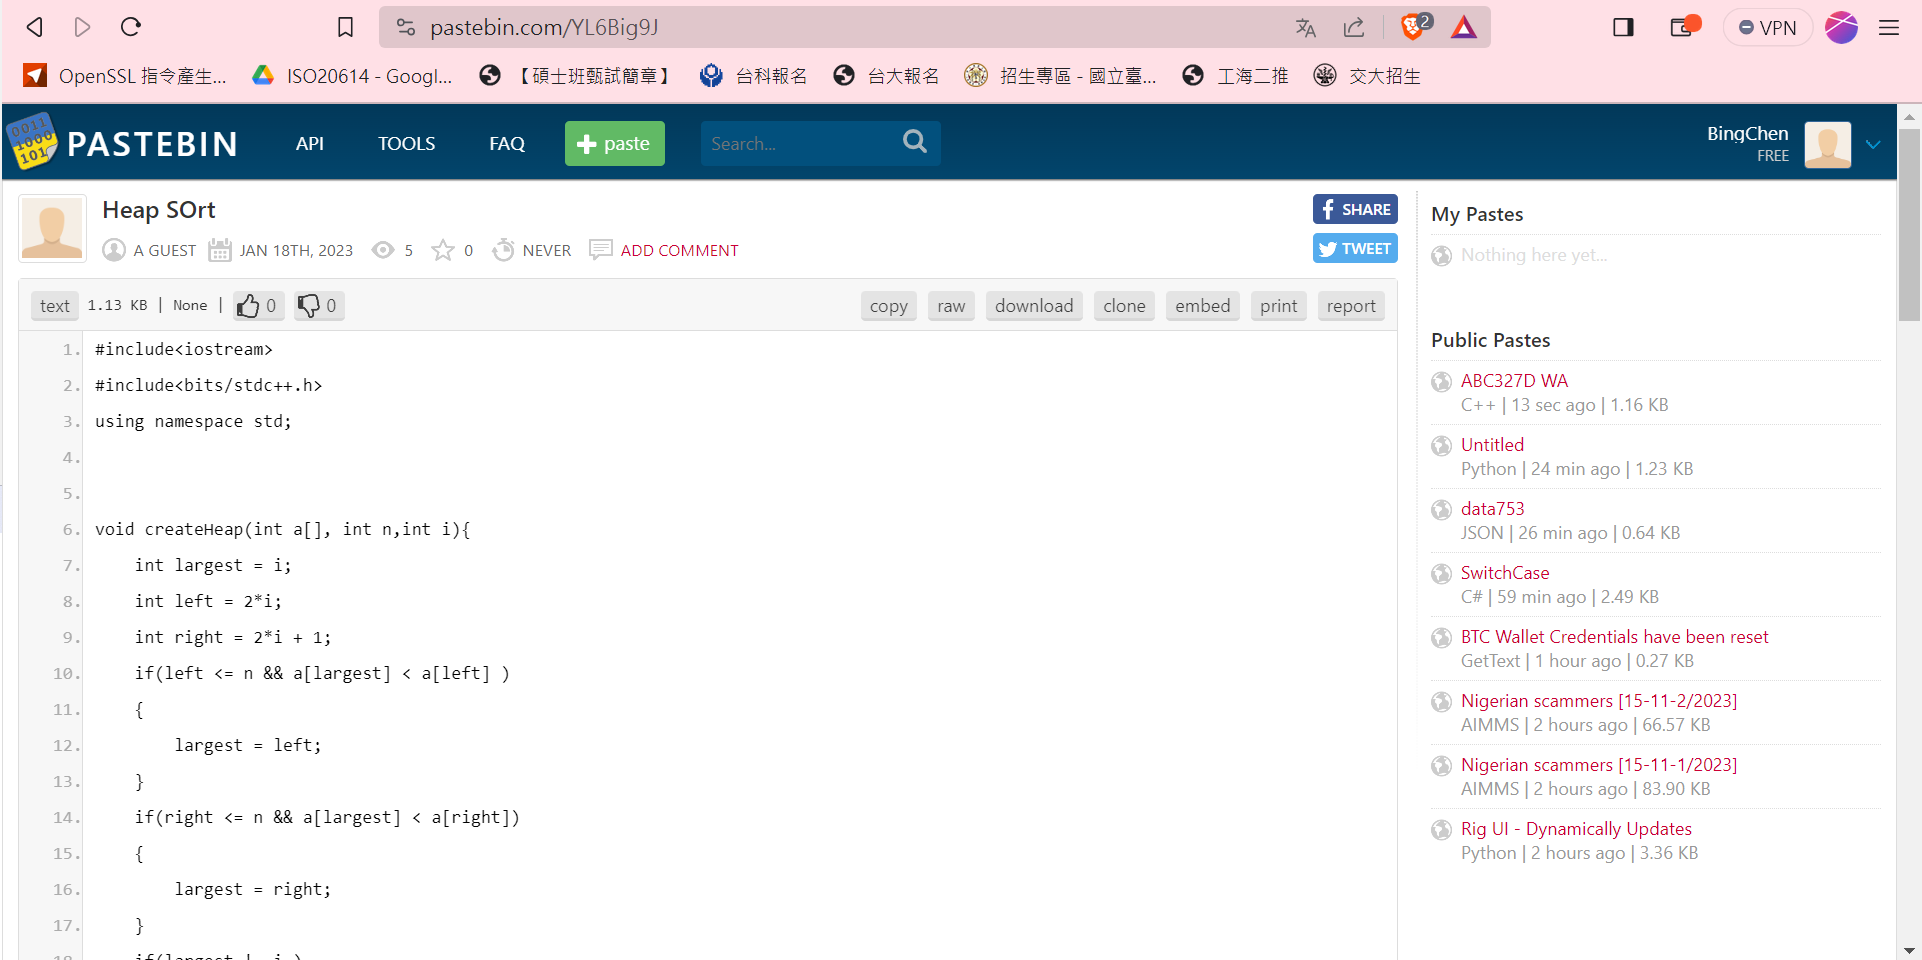 pastebin.com/YL6Big9J
2
VPN
OpenSSL 指令產生...
ISO20614 - Googl...
【碩士班甄試簡章】
台科報名
台大報名
招生專區 - 國立臺...
工海二推
交大招生
0011
1000
101
PASTEBIN
API
TOOLS
FAQ
paste
Search...
BingChen
FREE
Heap SOrt
A GUEST
JAN 18TH, 2023
5
0
NEVER
ADD COMMENT
SHARE
TWEET
text 1.13 KB | None | 0 0
copy raw download clone embed print report
1. #include<iostream>
2. #include<bits/stdc++.h>
3. using namespace std;
4.
5.
6. void createHeap(int a[], int n,int i){
7.     int largest = i;
8.     int left = 2*i;
9.     int right = 2*i + 1;
10.     if(left <= n && a[largest] < a[left] )
11.     {
12.         largest = left;
13.     }
14.     if(right <= n && a[largest] < a[right])
15.     {
16.         largest = right;
17.     }
My Pastes
Nothing here yet...
Public Pastes
ABC327D WA
C++ | 13 sec ago | 1.16 KB
Untitled
Python | 24 min ago | 1.23 KB
data753
JSON | 26 min ago | 0.64 KB
SwitchCase
C# | 59 min ago | 2.49 KB
BTC Wallet Credentials have been reset
GetText | 1 hour ago | 0.27 KB
Nigerian scammers [15-11-2/2023]
AIMMS | 2 hours ago | 66.57 KB
Nigerian scammers [15-11-1/2023]
AIMMS | 2 hours ago | 83.90 KB
Rig UI - Dynamically Updates
Python | 2 hours ago | 3.36 KB